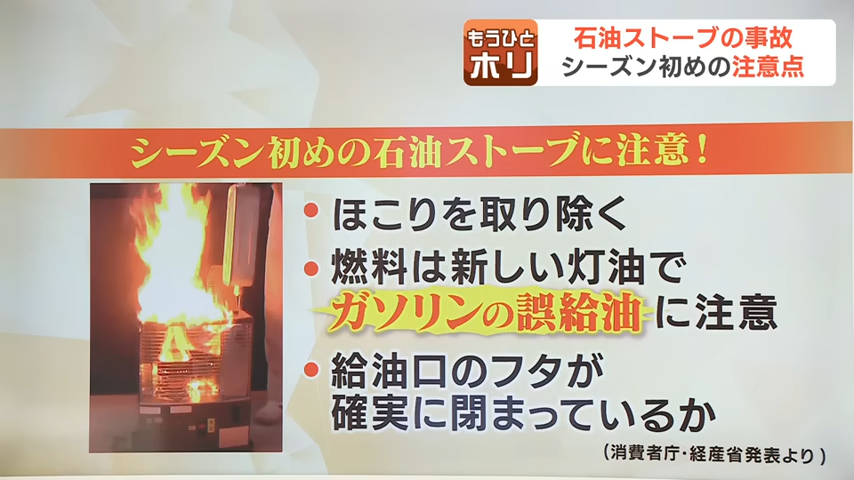 もうひと
ホリ
石油ストーブの事故
シーズン初めの注意点
シーズン初めの石油ストーブに注意！
● ほこりを取り除く
● 燃料は新しい灯油で
ガソリンの誤給油に注意
● 給油口のフタが
確実に閉まっているか
(消費者庁･経産省発表より)